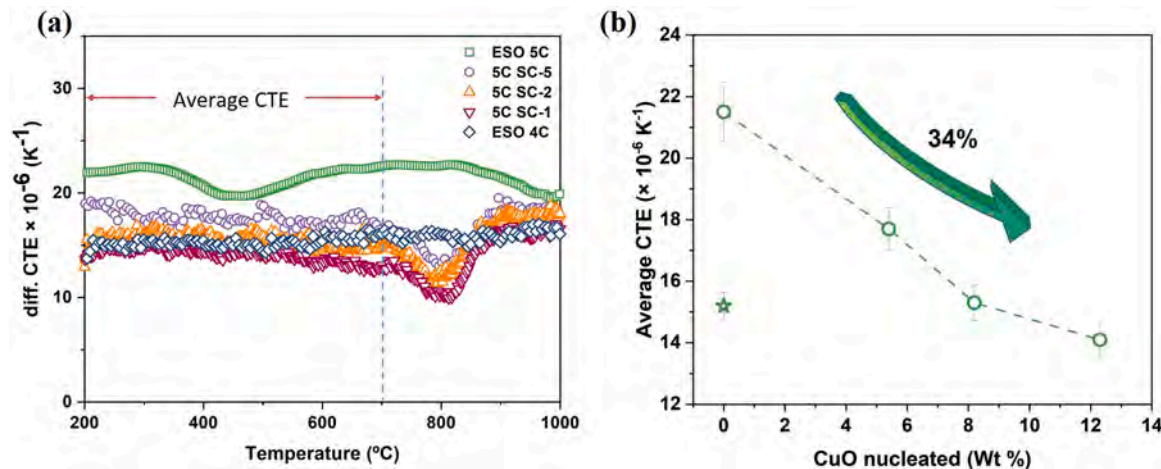 (a)
diff. CTE × 10⁻⁶ (K⁻¹)
30
20
10
0
Average CTE
ESO 5C
5C SC-5
5C SC-2
5C SC-1
ESO 4C
200
400
600
800
1000
Temperature (ºC)
(b)
Average CTE (× 10⁻⁶ K⁻¹)
24
22
20
18
16
14
12
34%
0
2
4
6
8
10
12
14
CuO nucleated (Wt %)